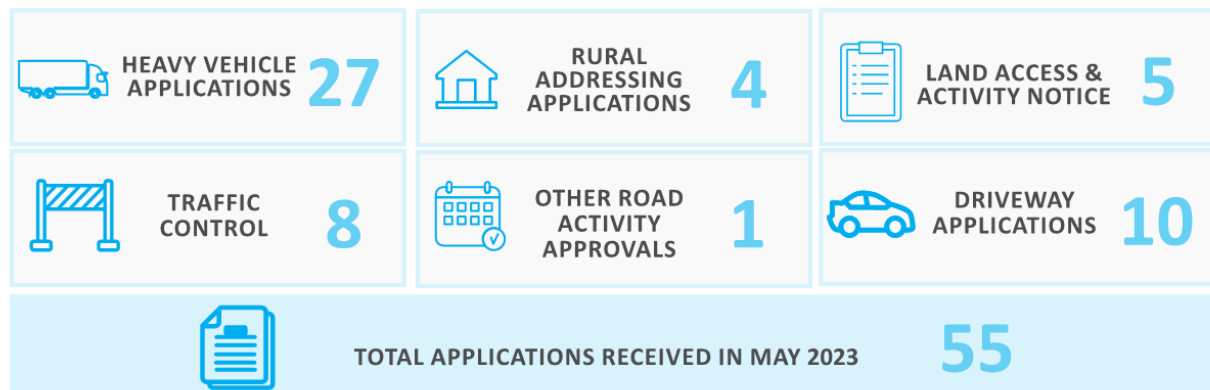 HEAVY VEHICLE
APPLICATIONS
27
RURAL
ADDRESSING
APPLICATIONS
4
LAND ACCESS &
ACTIVITY NOTICE
5
TRAFFIC
CONTROL
8
OTHER ROAD
ACTIVITY
APPROVALS
1
DRIVEWAY
APPLICATIONS
10
TOTAL APPLICATIONS RECEIVED IN MAY 2023
55